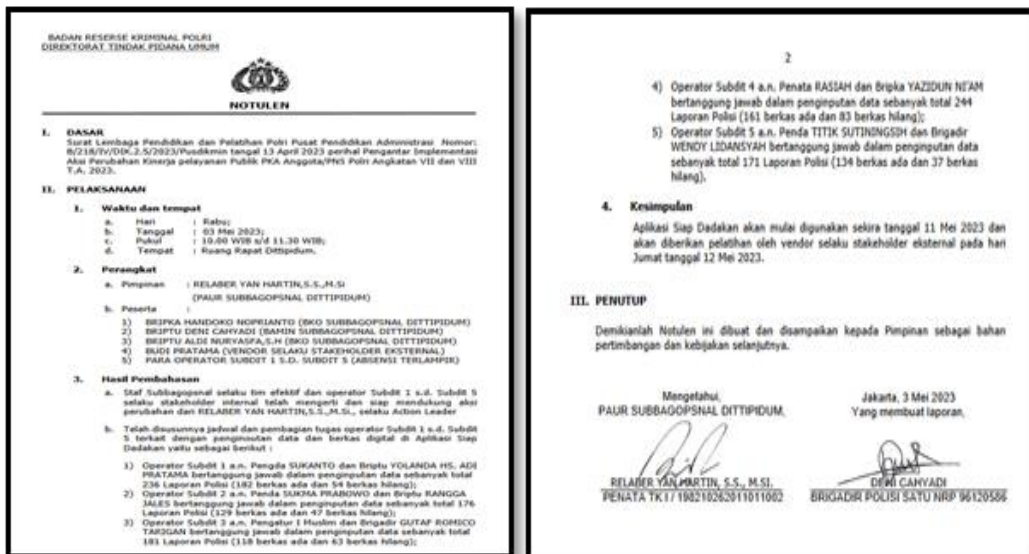 BADAN RESERSE KRIMINAL POLRI
DIREKTORAT TINDAK PIDANA UMUM
NOTULEN
I. DASAR
Surat Lembaga Pendidikan dan Pelatihan Polri Pusat Pendidikan Administrasi Nomor:
B/218/IV/DIK.2.5/2023/Pusdikmin tanggal 13 April 2023 perihal Pengantar Implementasi
Aksi Perubahan Kinerja pelayanan Publik PKA Anggota/PNS Polri Angkatan VII dan VIII
T.A. 2023.
II. PELAKSANAAN
1. Waktu dan tempat
a. Hari : Rabu;
b. Tanggal : 03 Mei 2023;
c. Pukul : 10.00 WIB s/d 11.30 WIB;
d. Tempat : Ruang Rapat Dittipidum.
2. Perangkat
a. Pimpinan : RELABER YAN HARTIN,S.S.,M.Si
(PAUR SUBBAGOPSNAL DITTIPIDUM)
b. Peserta :
1) BRIPKA HANDOKO NOPRIANTO (BKO SUBBAGOPSNAL DITTIPIDUM)
2) BRIPTU DENI CAHYADI (BAMIN SUBBAGOPSNAL DITTIPIDUM)
3) BRIPTU ALDI NURYASFA,S.H (BKO SUBBAGOPSNAL DITTIPIDUM)
4) BUDI PRATAMA (VENDOR SELAKU STAKEHOLDER EKSTERNAL)
5) PARA OPERATOR SUBDIT 1 S.D. SUBDIT 5 (ABSENSI TERLAMPIR)
3. Hasil Pembahasan
a. Staf Subbagopsnal selaku tim efektif dan operator Subdit 1 s.d. Subdit 5
selaku stakeholder internal telah mengerti dan siap mendukung aksi
perubahan dan RELABER YAN HARTIN,S.S.,M.Si., selaku Action Leader
b. Telah disusunnya jadwal dan pembagian tugas operator Subdit 1 s.d. Subdit
5 terkait dengan penginputan data dan berkas digital di Aplikasi Siap
Dadakan yaitu sebagai berikut :
1) Operator Subdit 1 a.n. Pengda SUKANTO dan Briptu YOLANDA HS. ADI
PRATAMA bertanggung jawab dalam penginputan data sebanyak total
236 Laporan Polisi (182 berkas ada dan 54 berkas hilang);
2) Operator Subdit 2 a.n. Penda SUKMA PRABOWO dan Briptu RANGGA
JALES bertanggung jawab dalam penginputan data sebanyak total 176
Laporan Polisi (129 berkas ada dan 47 berkas hilang);
3) Operator Subdit 3 a.n. Pengatur I Muslim dan Brigadir GUTAF ROMICO
TARIGAN bertanggung jawab dalam penginputan data sebanyak total
181 Laporan Polisi (118 berkas ada dan 63 berkas hilang);
2
4) Operator Subdit 4 a.n. Penata RASIAH dan Bripka YAZIDUN NI'AM
bertanggung jawab dalam penginputan data sebanyak total 244
Laporan Polisi (161 berkas ada dan 83 berkas hilang);
5) Operator Subdit 5 a.n. Penda TITIK SUTININGSIH dan Brigadir
WENDY LIDANSYAH bertanggung jawab dalam penginputan data
sebanyak total 171 Laporan Polisi (134 berkas ada dan 37 berkas
hilang).
4. Kesimpulan
Aplikasi Siap Dadakan akan mulai digunakan sekira tanggal 11 Mei 2023 dan
akan diberikan pelatihan oleh vendor selaku stakeholder eksternal pada hari
Jumat tanggal 12 Mei 2023.
III. PENUTUP
Demikianlah Notulen ini dibuat dan disampaikan kepada Pimpinan sebagai bahan
pertimbangan dan kebijakan selanjutnya.
Mengetahui,
PAUR SUBBAGOPSNAL DITTIPIDUM,
RELABER YAN HARTIN, S.S., M.SI.
PENATA TK I / 198210262011011002
Jakarta, 3 Mei 2023
Yang membuat laporan,
DENI CAHYADI
BRIGADIR POLISI SATU NRP 96120586